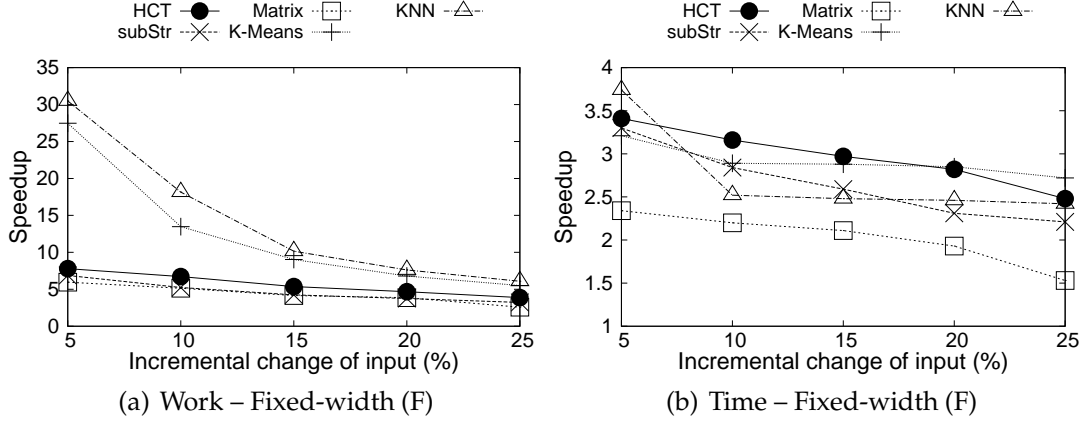 HCT Matrix KNN
subStr K-Means
35
30
25
20
15
10
5
0
Speedup
5 10 15 20 25
Incremental change of input (%)
(a) Work – Fixed-width (F)
HCT Matrix KNN
subStr K-Means
4
3.5
3
2.5
2
1.5
1
Speedup
5 10 15 20 25
Incremental change of input (%)
(b) Time – Fixed-width (F)